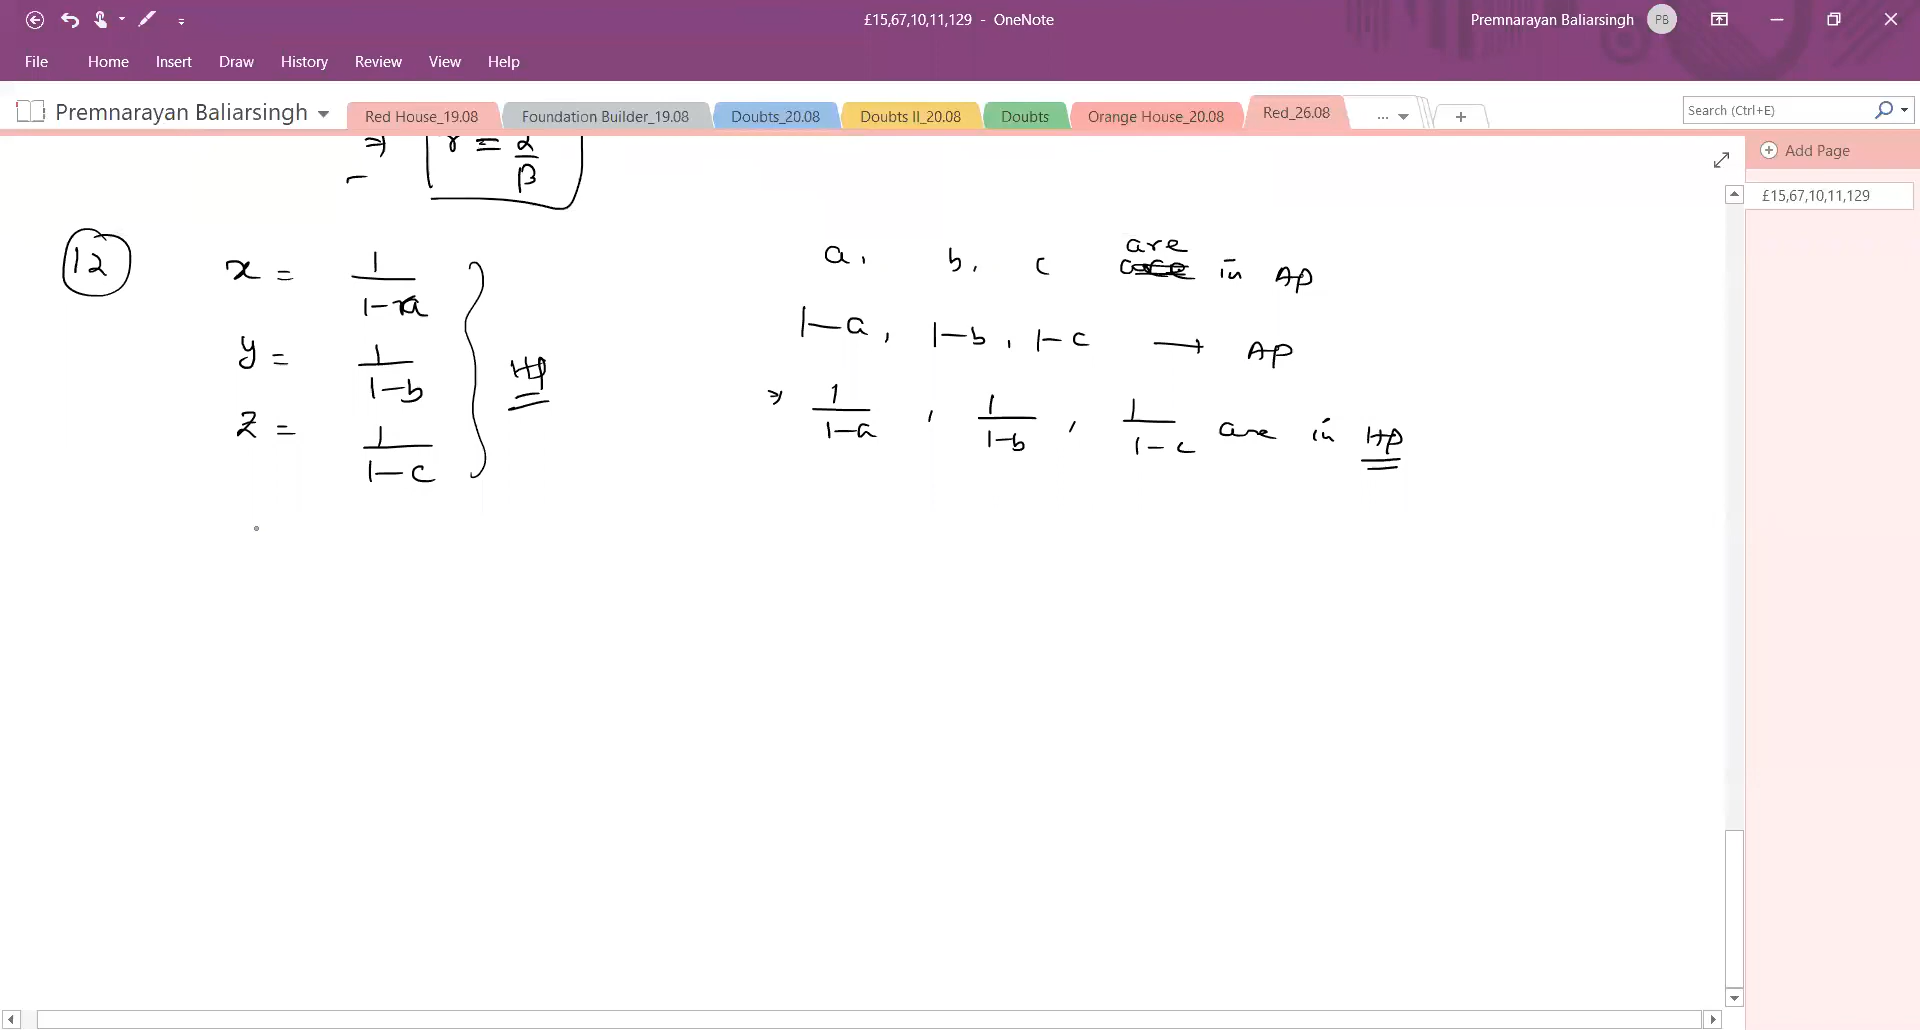 £15,67,10,11,129 - OneNote
Premnarayan Baliarsingh PB
File Home Insert Draw History Review View Help
Premnarayan Baliarsingh
Red House_19.08 Foundation Builder_19.08 Doubts_20.08 Doubts II_20.08 Doubts Orange House_20.08 Red_26.08 ...
Search (Ctrl+E)
Add Page
£15,67,10,11,129
⇒ r = α/β
12
x = 1/(1-a)
y = 1/(1-b)
z = 1/(1-c)
HP
a, b, c are in AP
1-a, 1-b, 1-c → AP
⇒ 1/(1-a), 1/(1-b), 1/(1-c) are in HP